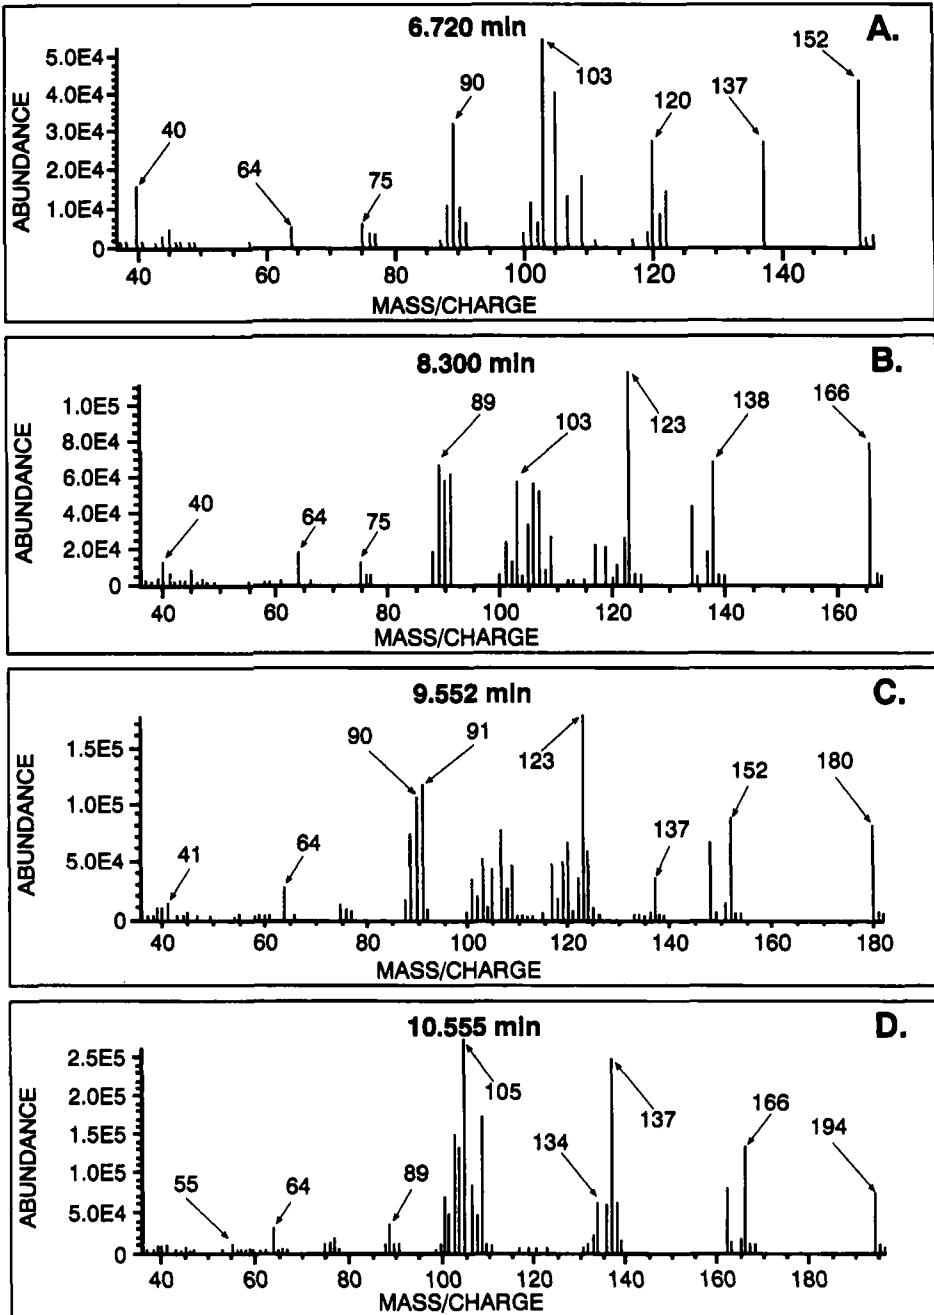 6.720 min
A.
ABUNDANCE
5.0E4
4.0E4
3.0E4
2.0E4
1.0E4
0
40
64
75
90
103
120
137
152
40 60 80 100 120 140
MASS/CHARGE
8.300 min
B.
ABUNDANCE
1.0E5
8.0E4
6.0E4
4.0E4
2.0E4
0
40
64
75
89
103
123
138
166
40 60 80 100 120 140 160
MASS/CHARGE
9.552 min
C.
ABUNDANCE
1.5E5
1.0E5
5.0E4
0
41
64
90
91
123
137
152
180
40 60 80 100 120 140 160 180
MASS/CHARGE
10.555 min
D.
ABUNDANCE
2.5E5
2.0E5
1.5E5
1.0E5
5.0E4
0
55
64
89
105
134
137
166
194
40 60 80 100 120 140 160 180
MASS/CHARGE